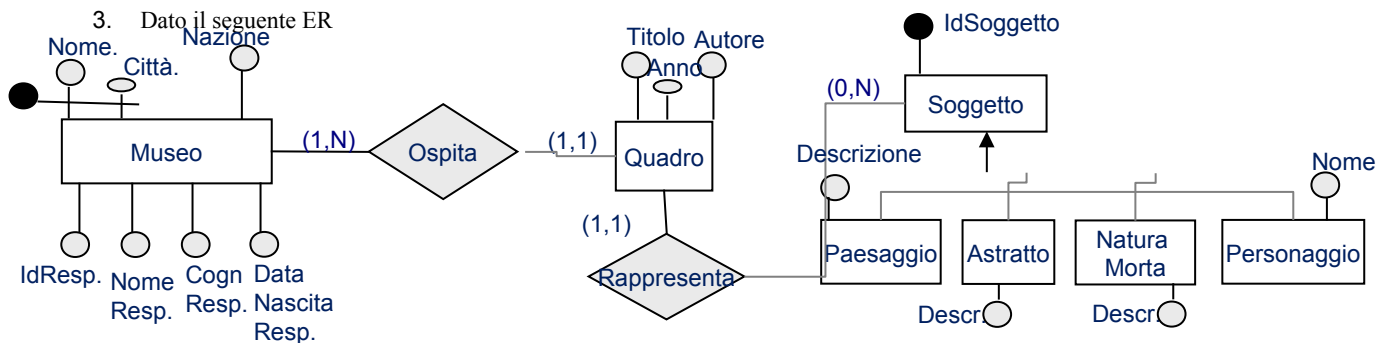 3. Dato il seguente ER
Nome.
Città.
Nazione
Museo
IdResp.
Nome
Resp.
Cogn
Resp.
Data
Nascita
Resp.
(1,N)
Ospita
(1,1)
Titolo
Anno
Autore
Quadro
(1,1)
Rappresenta
(0,N)
IdSoggetto
Soggetto
Descrizione
Nome
Paesaggio
Astratto
Natura
Morta
Personaggio
Descr.
Descr.